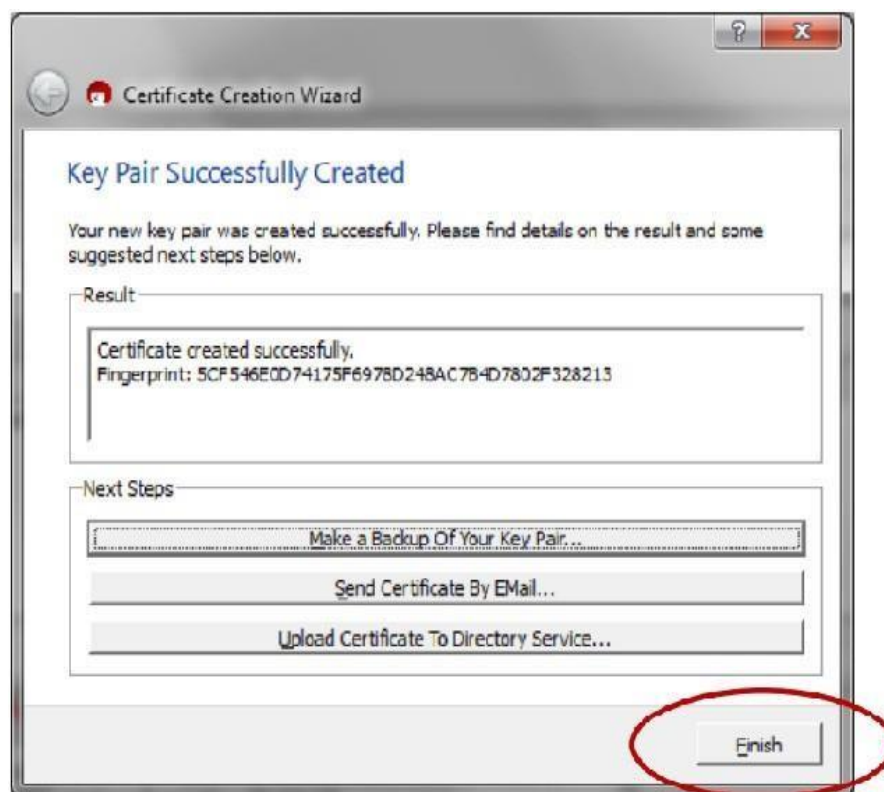 ?
x
Certificate Creation Wizard
Key Pair Successfully Created
Your new key pair was created successfully. Please find details on the result and some
suggested next steps below.
Result
Certificate created successfully.
Fingerprint: 5CF546E0D74175F6978D248AC7B4D7802F328213
Next Steps
Make a Backup Of Your Key Pair...
Send Certificate By EMail...
Upload Certificate To Directory Service...
Finish